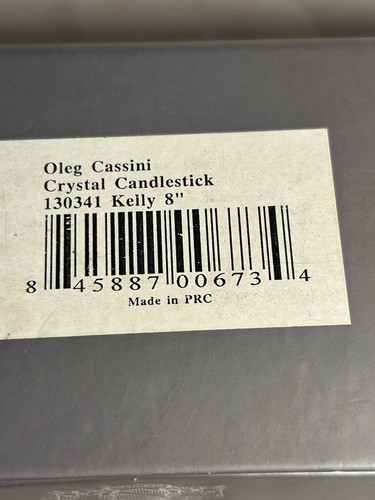 Oleg Cassini
Crystal Candlestick
130341 Kelly 8"
8 45887 00673 4
Made in PRC